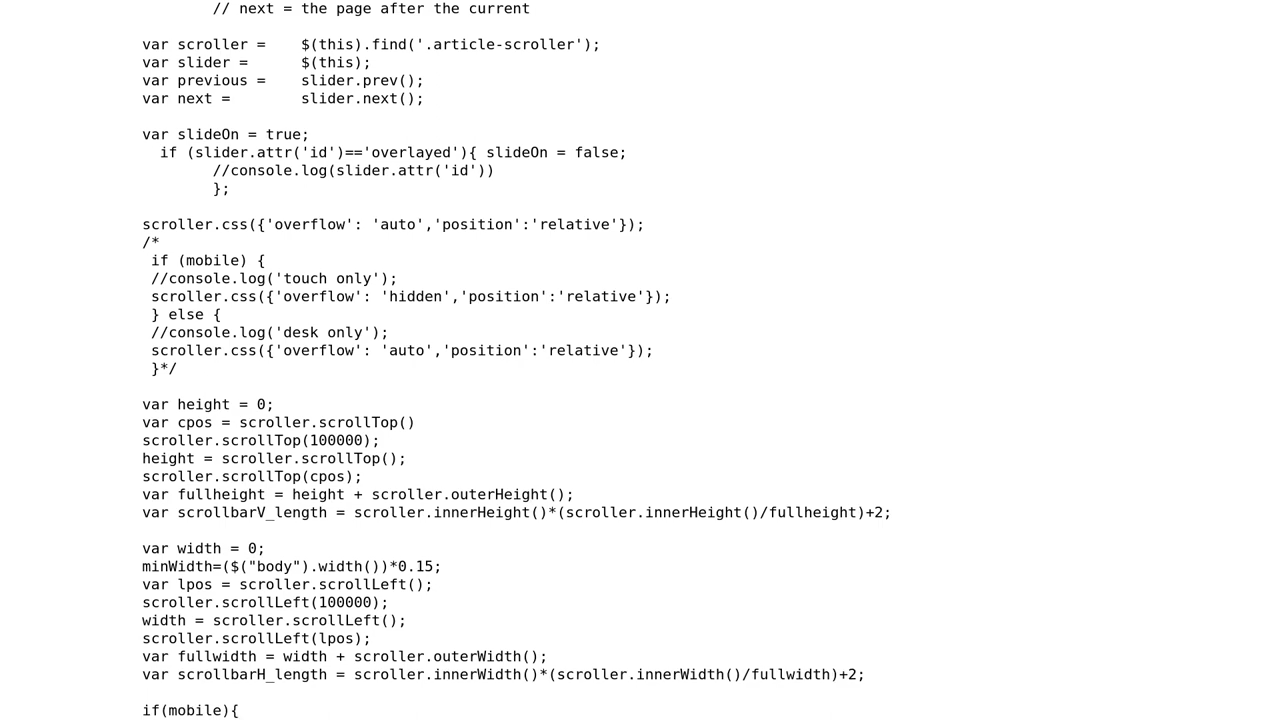 // next = the page after the current
var scroller =    $(this).find('.article-scroller');
var slider =      $(this);
var previous =    slider.prev();
var next =        slider.next();
var slideOn = true;
if (slider.attr('id')=='overlayed'){ slideOn = false;
//console.log(slider.attr('id'))
};
scroller.css({'overflow': 'auto','position':'relative'});
/*
if (mobile) {
//console.log('touch only');
scroller.css({'overflow': 'hidden','position':'relative'});
} else {
//console.log('desk only');
scroller.css({'overflow': 'auto','position':'relative'});
}*/
var height = 0;
var cpos = scroller.scrollTop()
scroller.scrollTop(100000);
height = scroller.scrollTop();
scroller.scrollTop(cpos);
var fullheight = height + scroller.outerHeight();
var scrollbarV_length = scroller.innerHeight()*(scroller.innerHeight()/fullheight)+2;
var width = 0;
minWidth=($("body").width())*0.15;
var lpos = scroller.scrollLeft();
scroller.scrollLeft(100000);
width = scroller.scrollLeft();
scroller.scrollLeft(lpos);
var fullwidth = width + scroller.outerWidth();
var scrollbarH_length = scroller.innerWidth()*(scroller.innerWidth()/fullwidth)+2;
if(mobile){